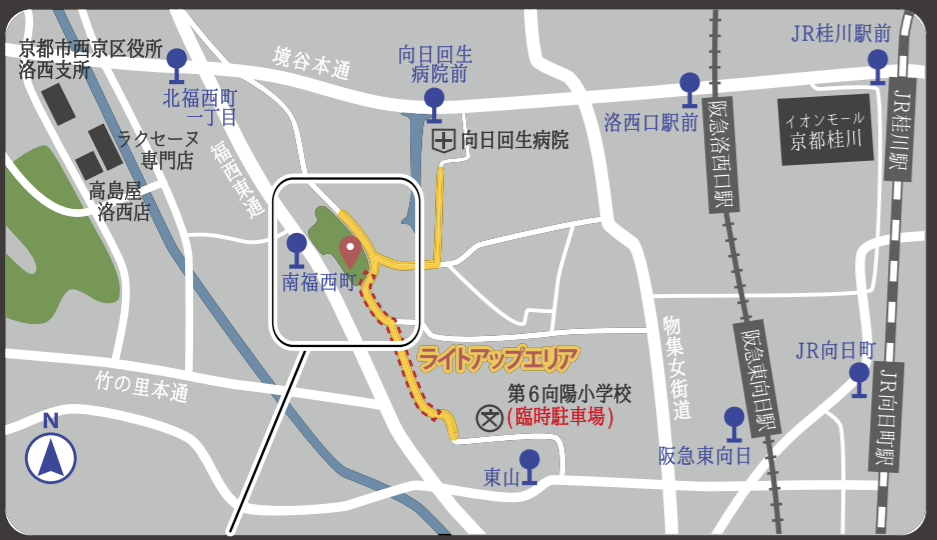 京都市西京区役所
洛西支所
北福西町
一丁目
境谷本通
向日回生
病院前
JR桂川駅前
洛西口駅前
イオンモール
京都桂川
JR桂川駅
阪急洛西口駅
向日回生病院
ラクセーヌ
専門店
高島屋
洛西店
福西東通
南福西町
ライトアップエリア
物集女街道
阪急東向日駅
JR向日町
JR向日町駅
竹の里本通
第6向陽小学校
(臨時駐車場)
文
阪急東向日
東山
N